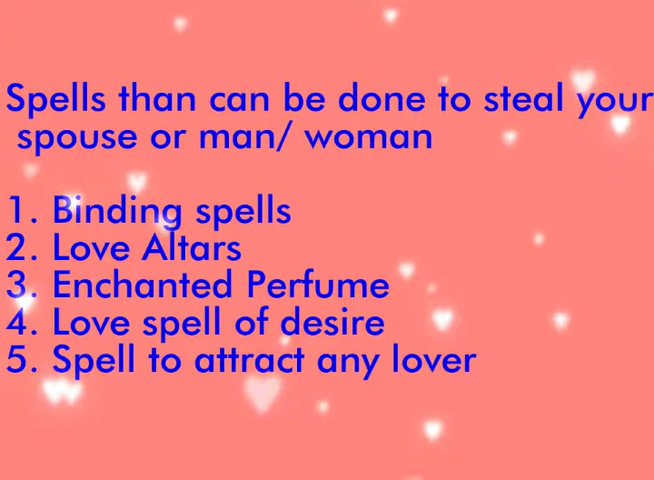 Spells than can be done to steal your
spouse or man/ woman
1. Binding spells
2. Love Altars
3. Enchanted Perfume
4. Love spell of desire
5. Spell to attract any lover